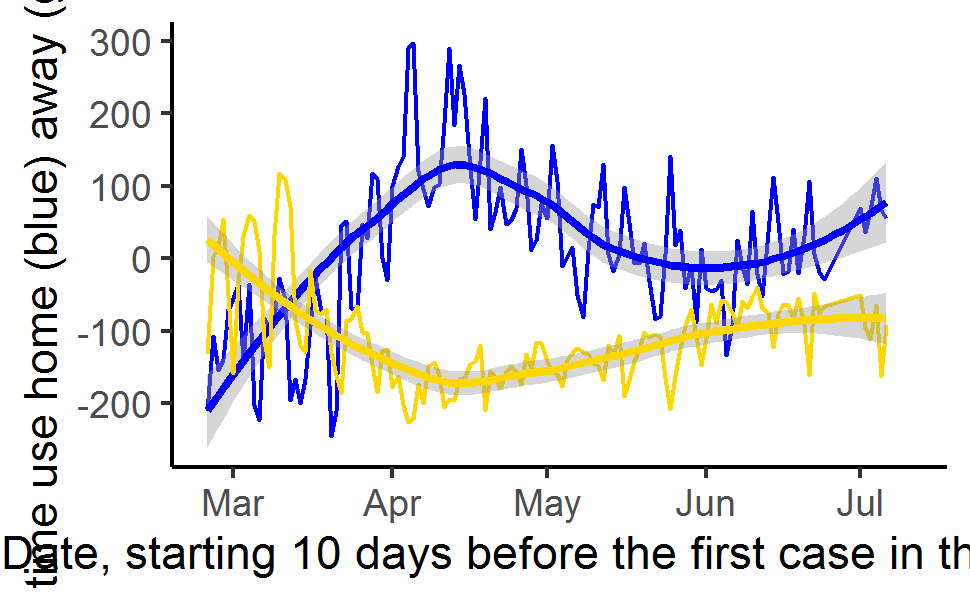 time use home (blue) away (
300
200
100
0
-100
-200
Mar Apr May Jun Jul
Date, starting 10 days before the first case in th